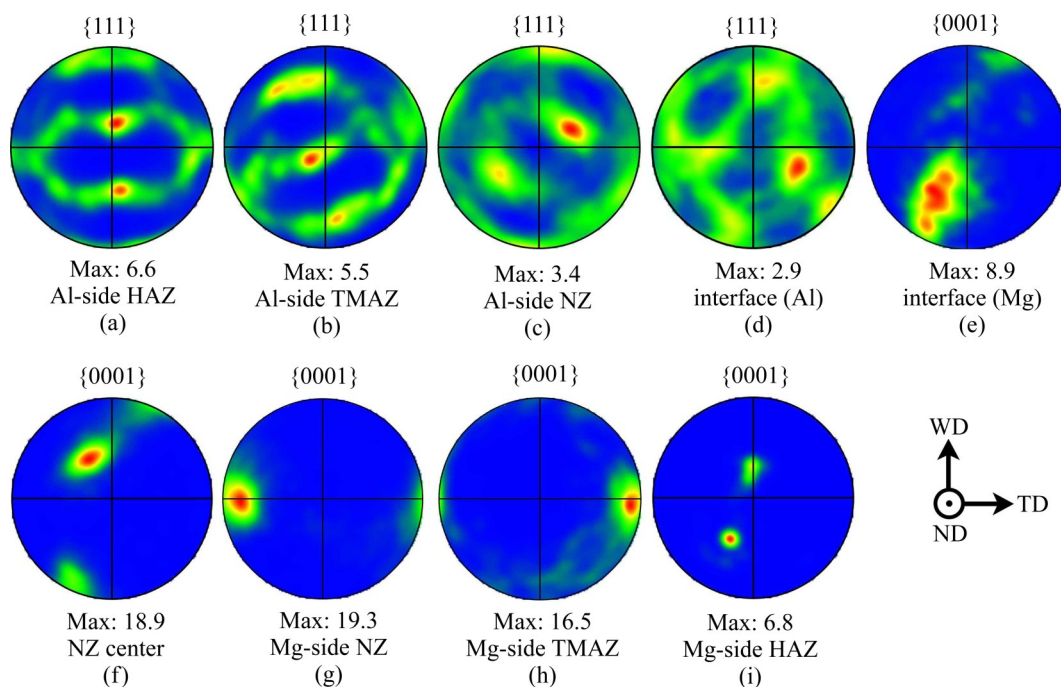 {111}
{111}
{111}
{111}
{0001}
Max: 6.6
Al-side HAZ
(a)
Max: 5.5
Al-side TMAZ
(b)
Max: 3.4
Al-side NZ
(c)
Max: 2.9
interface (Al)
(d)
Max: 8.9
interface (Mg)
(e)
{0001}
{0001}
{0001}
{0001}
Max: 18.9
NZ center
(f)
Max: 19.3
Mg-side NZ
(g)
Max: 16.5
Mg-side TMAZ
(h)
Max: 6.8
Mg-side HAZ
(i)
WD
TD
ND